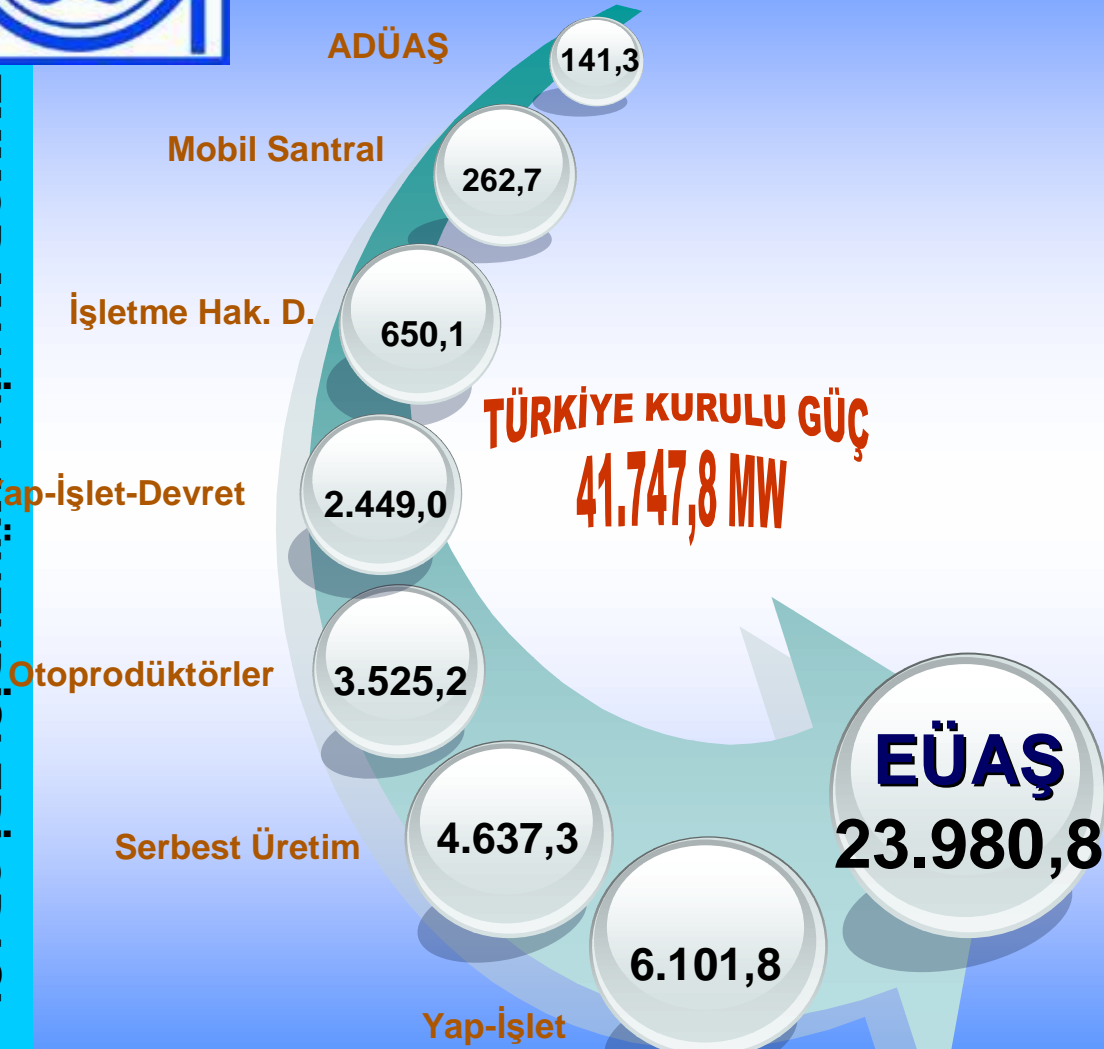 ADÜAŞ
141,3
Mobil Santral
262,7
İşletme Hak. D.
650,1
TÜRKİYE KURULU GÜÇ
41.747,8 MW
ap-İşlet-Devret
2.449,0
Otoprodüktörler
3.525,2
EÜAŞ
23.980,8
Serbest Üretim
4.637,3
6.101,8
Yap-İşlet